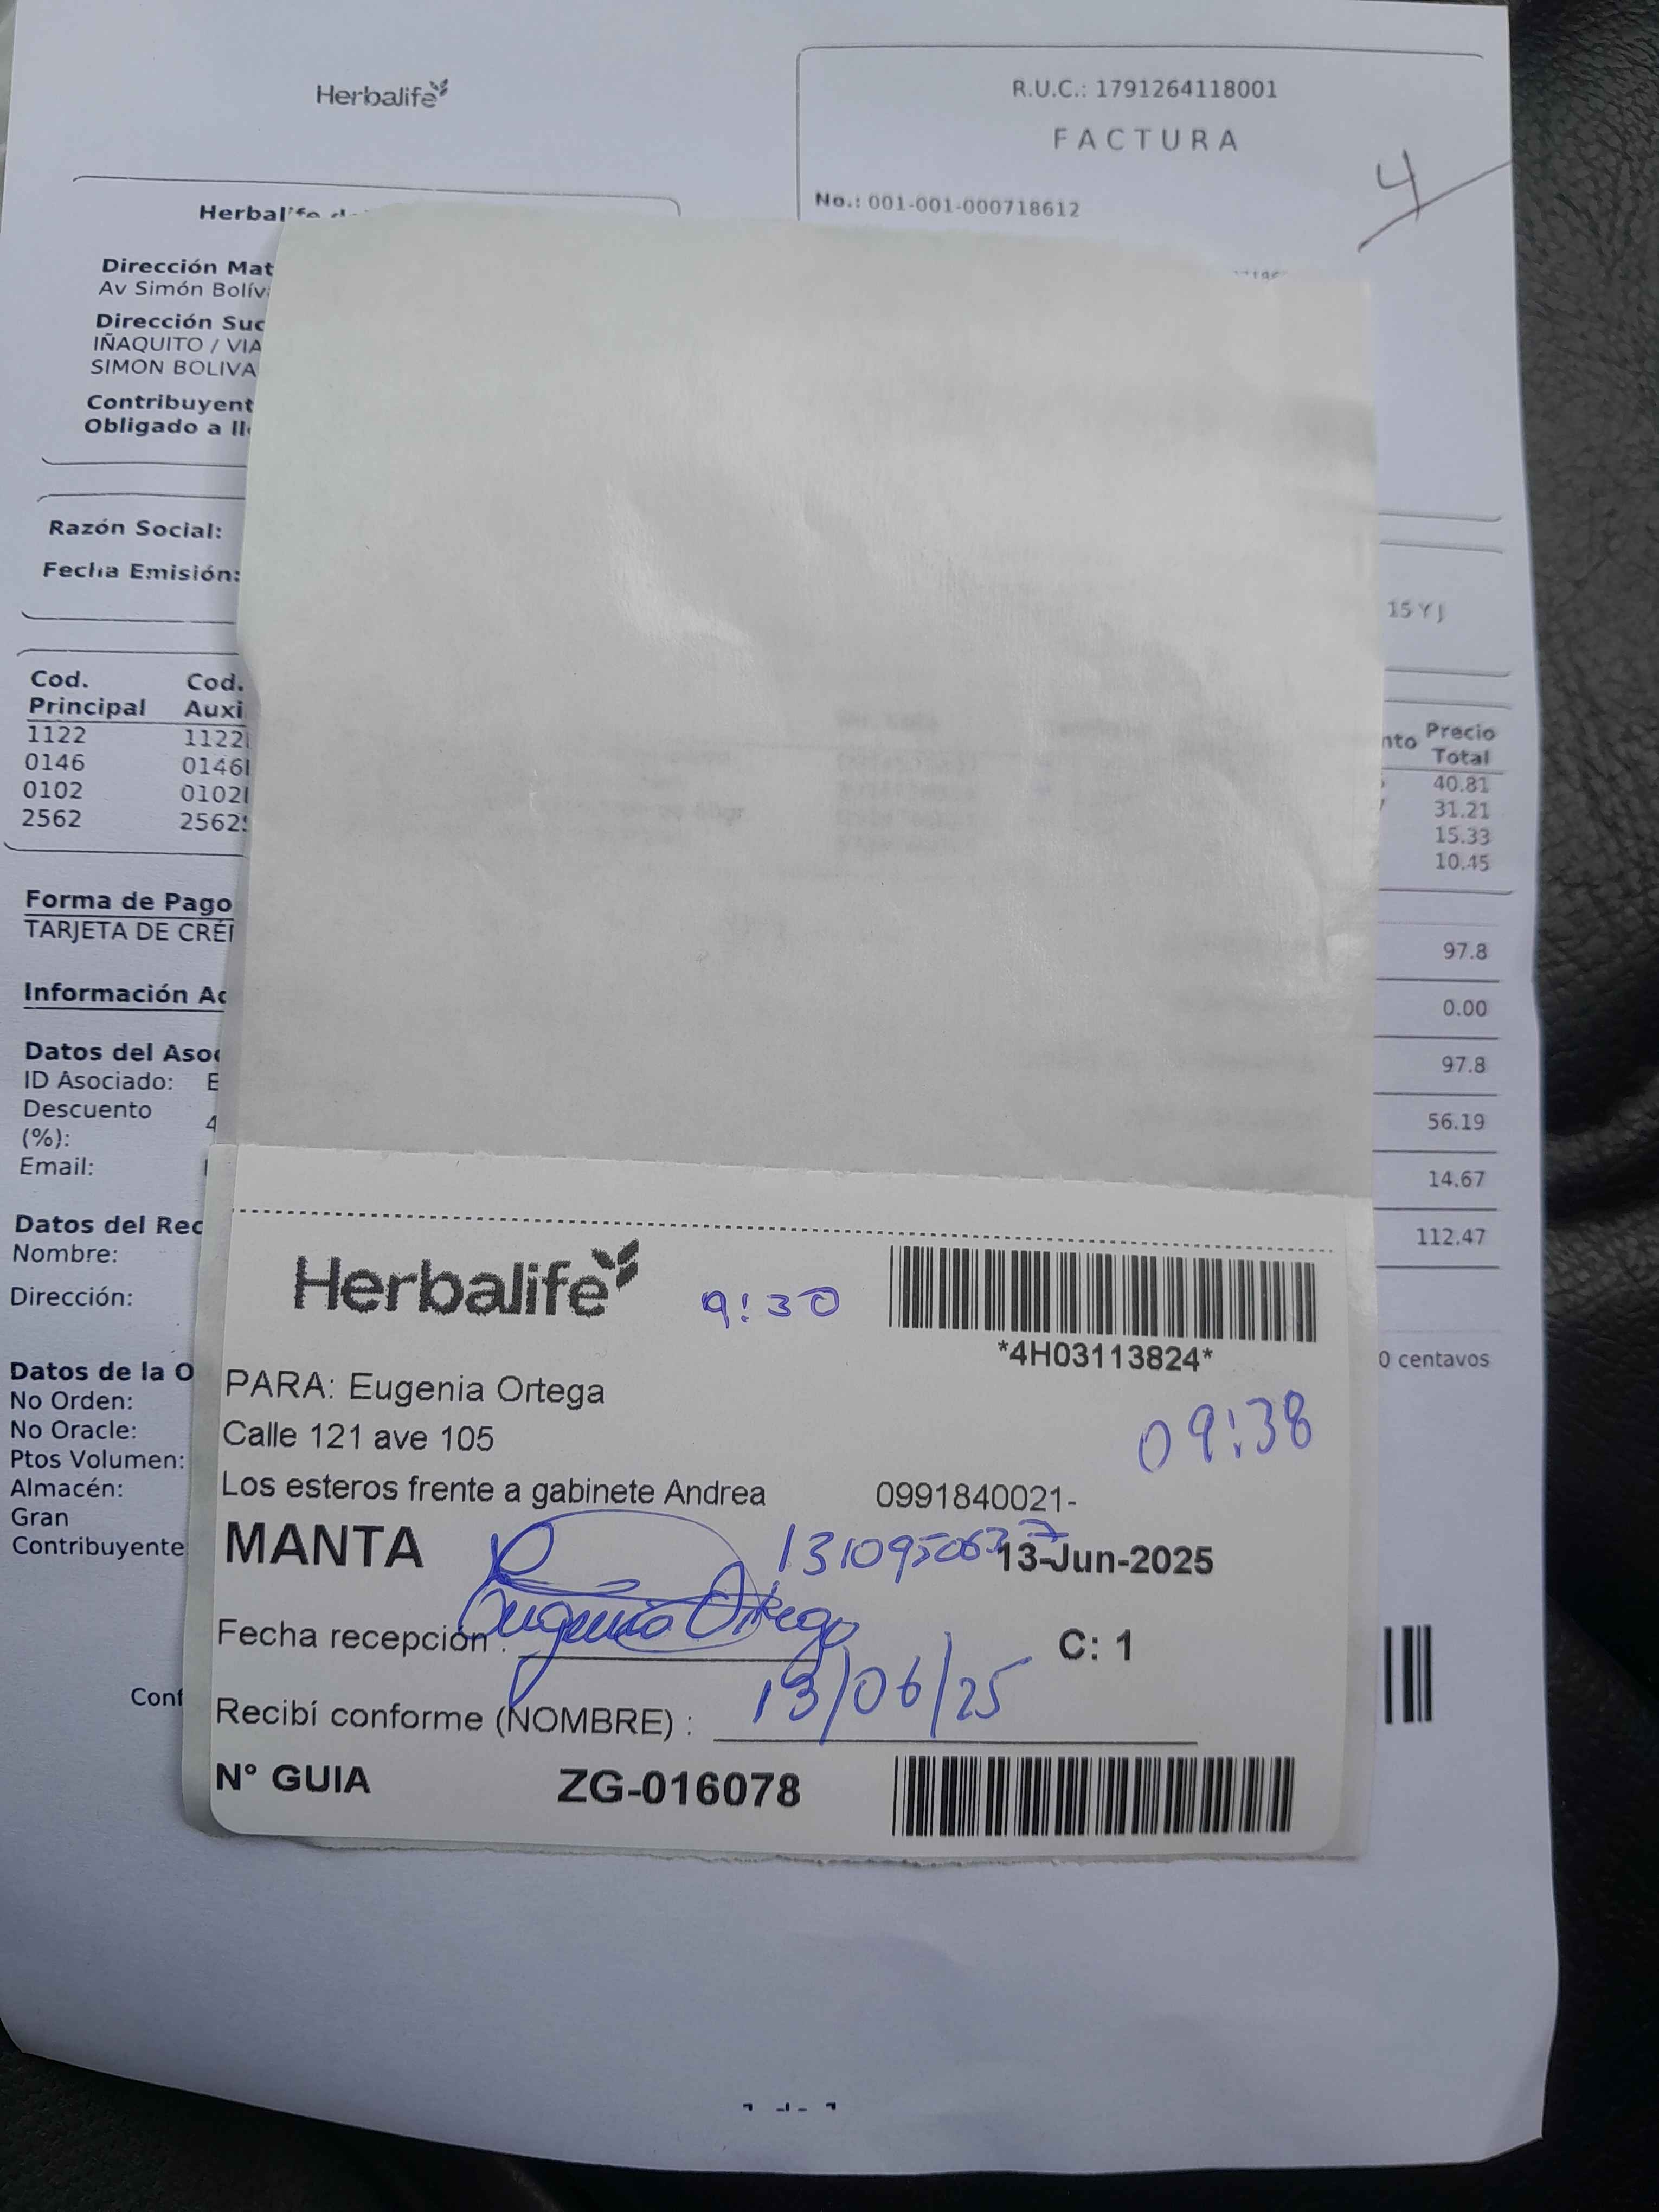 Herbalife
R.U.C.: 1791264118001
FACTURA
4
No.: 001-001-000718612
Dirección Mat
Av Simón Bolív
Dirección Suc
IÑAQUITO / VIA
SIMON BOLIVA
Contribuyent
Obligado a ll
Razón Social:
Fecha Emisión:
15 Y
Cod. Principal Cod. Auxi nto Precio Total
1122 1122 40.81
0146 0146 31.21
0102 0102 15.33
2562 2562 10.45
Forma de Pago
TARJETA DE CRÉ
97.8
Información Ad
0.00
Datos del Aso
97.8
ID Asociado: E
Descuento (%): 4
56.19
Email:
14.67
Datos del Rec
112.47
Nombre:
Dirección:
0 centavos
Datos de la O
No Orden:
No Oracle:
Ptos Volumen:
Almacén:
Gran
Contribuyente
Conf
Herbalife
9:30
*4H03113824*
PARA: Eugenia Ortega
09:38
Calle 121 ave 105
Los esteros frente a gabinete Andrea 0991840021-
MANTA 13-Jun-2025
Eugenia Ortega
Fecha recepción : C: 1
13/06/25
Recibí conforme (NOMBRE) :
N° GUIA ZG-016078